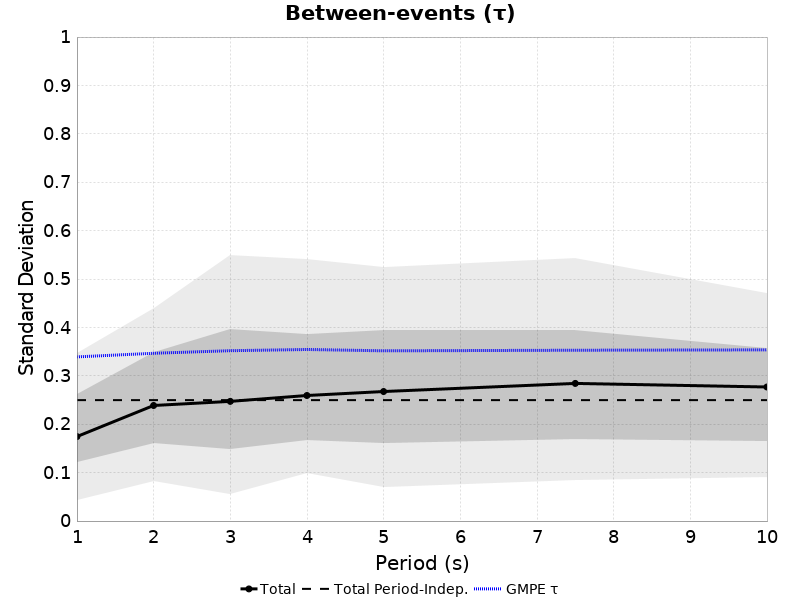 Between-events (τ)
Standard Deviation
1
0.9
0.8
0.7
0.6
0.5
0.4
0.3
0.2
0.1
0
1 2 3 4 5 6 7 8 9 10
Period (s)
Total Total Period-Indep. GMPE τ